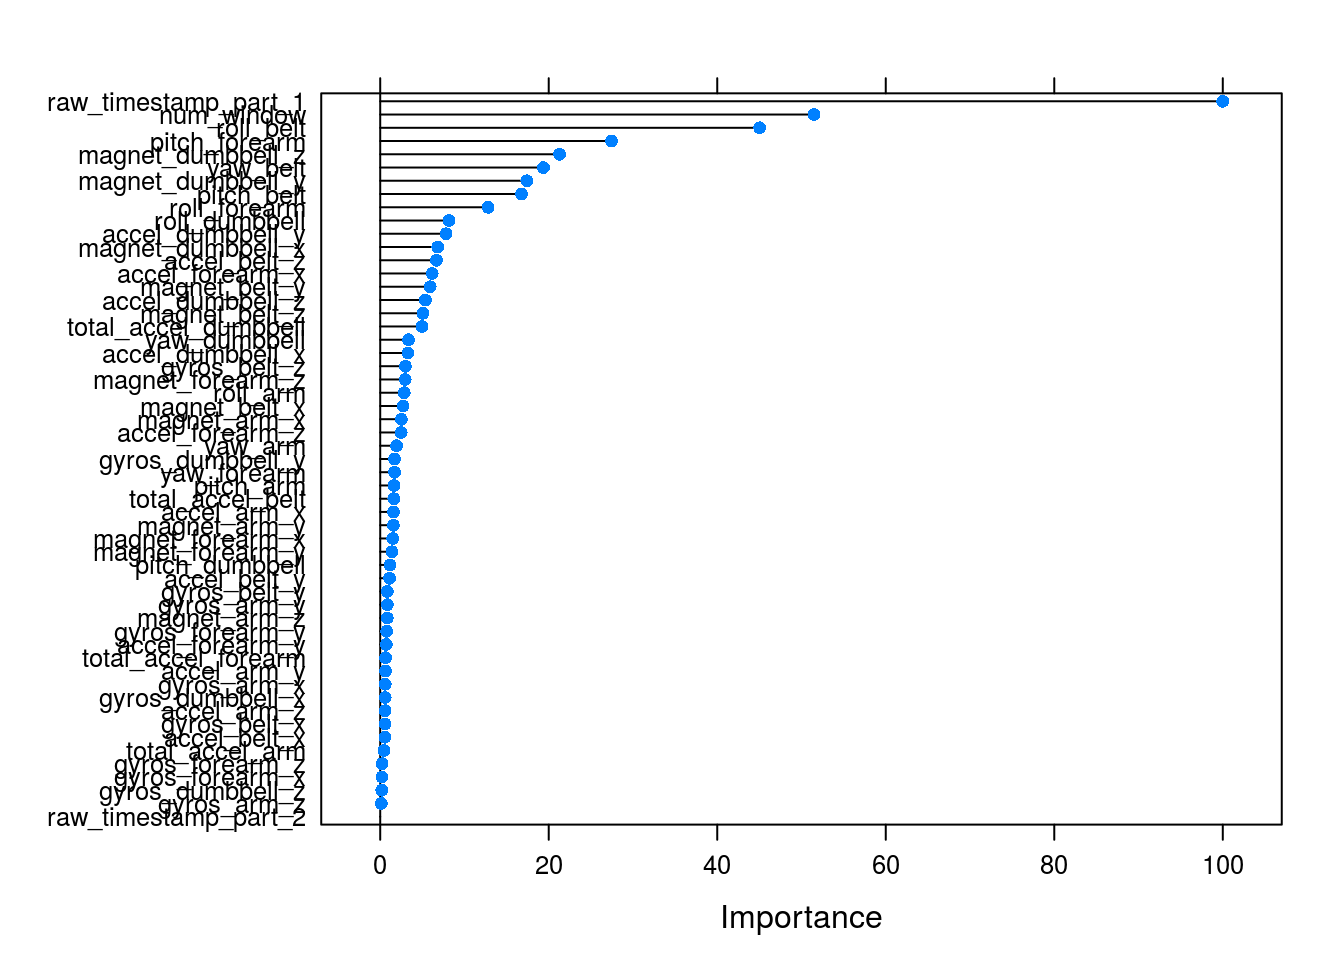 raw_timestamp_part_1
num_window
roll_belt
pitch_forearm
magnet_dumbbell_z
yaw_belt
magnet_dumbbell_y
pitch_belt
roll_forearm
roll_dumbbell
accel_dumbbell_y
magnet_dumbbell_x
accel_belt_z
accel_forearm_x
magnet_belt_y
accel_dumbbell_z
magnet_belt_z
total_accel_dumbbell
yaw_dumbbell
accel_dumbbell_x
gyros_belt_z
magnet_forearm_z
roll_arm
magnet_belt_x
magnet_arm_x
accel_forearm_z
yaw_arm
gyros_dumbbell_y
yaw_forearm
pitch_arm
total_accel_belt
accel_arm_x
magnet_arm_y
magnet_forearm_x
magnet_forearm_y
pitch_dumbbell
accel_belt_y
gyros_belt_y
gyros_arm_y
magnet_arm_z
gyros_forearm_y
accel_forearm_y
total_accel_forearm
accel_arm_y
gyros_arm_x
gyros_dumbbell_x
accel_arm_z
gyros_belt_x
accel_belt_x
total_accel_arm
gyros_forearm_z
gyros_forearm_x
gyros_dumbbell_z
gyros_arm_z
raw_timestamp_part_2
0 20 40 60 80 100
Importance